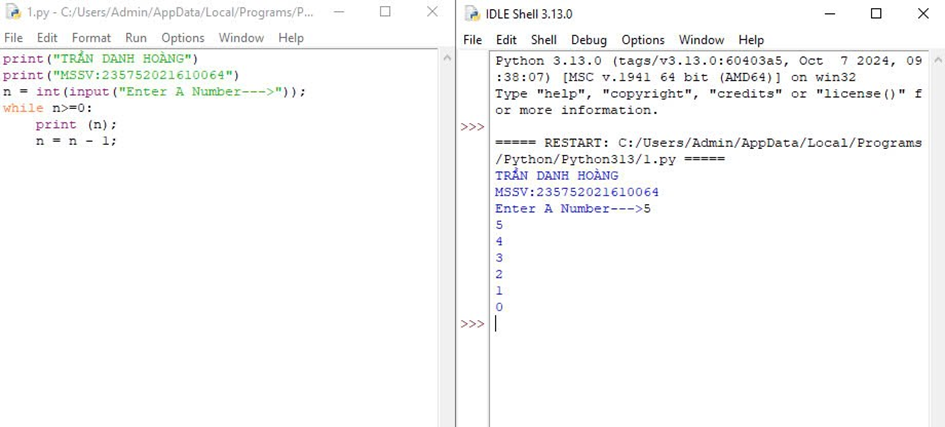 1.py - C:/Users/Admin/AppData/Local/Programs/P...
File Edit Format Run Options Window Help
print("TRẦN DANH HOÀNG")
print("MSSV:235752021610064")
n = int(input("Enter A Number--->"));
while n>=0:
    print (n);
    n = n - 1;
IDLE Shell 3.13.0
File Edit Shell Debug Options Window Help
Python 3.13.0 (tags/v3.13.0:60403a5, Oct  7 2024, 09
:38:07) [MSC v.1941 64 bit (AMD64)] on win32
Type "help", "copyright", "credits" or "license()" f
or more information.
>>>
===== RESTART: C:/Users/Admin/AppData/Local/Programs
/Python/Python313/1.py =====
TRẦN DANH HOÀNG
MSSV:235752021610064
Enter A Number--->5
5
4
3
2
1
0
>>>